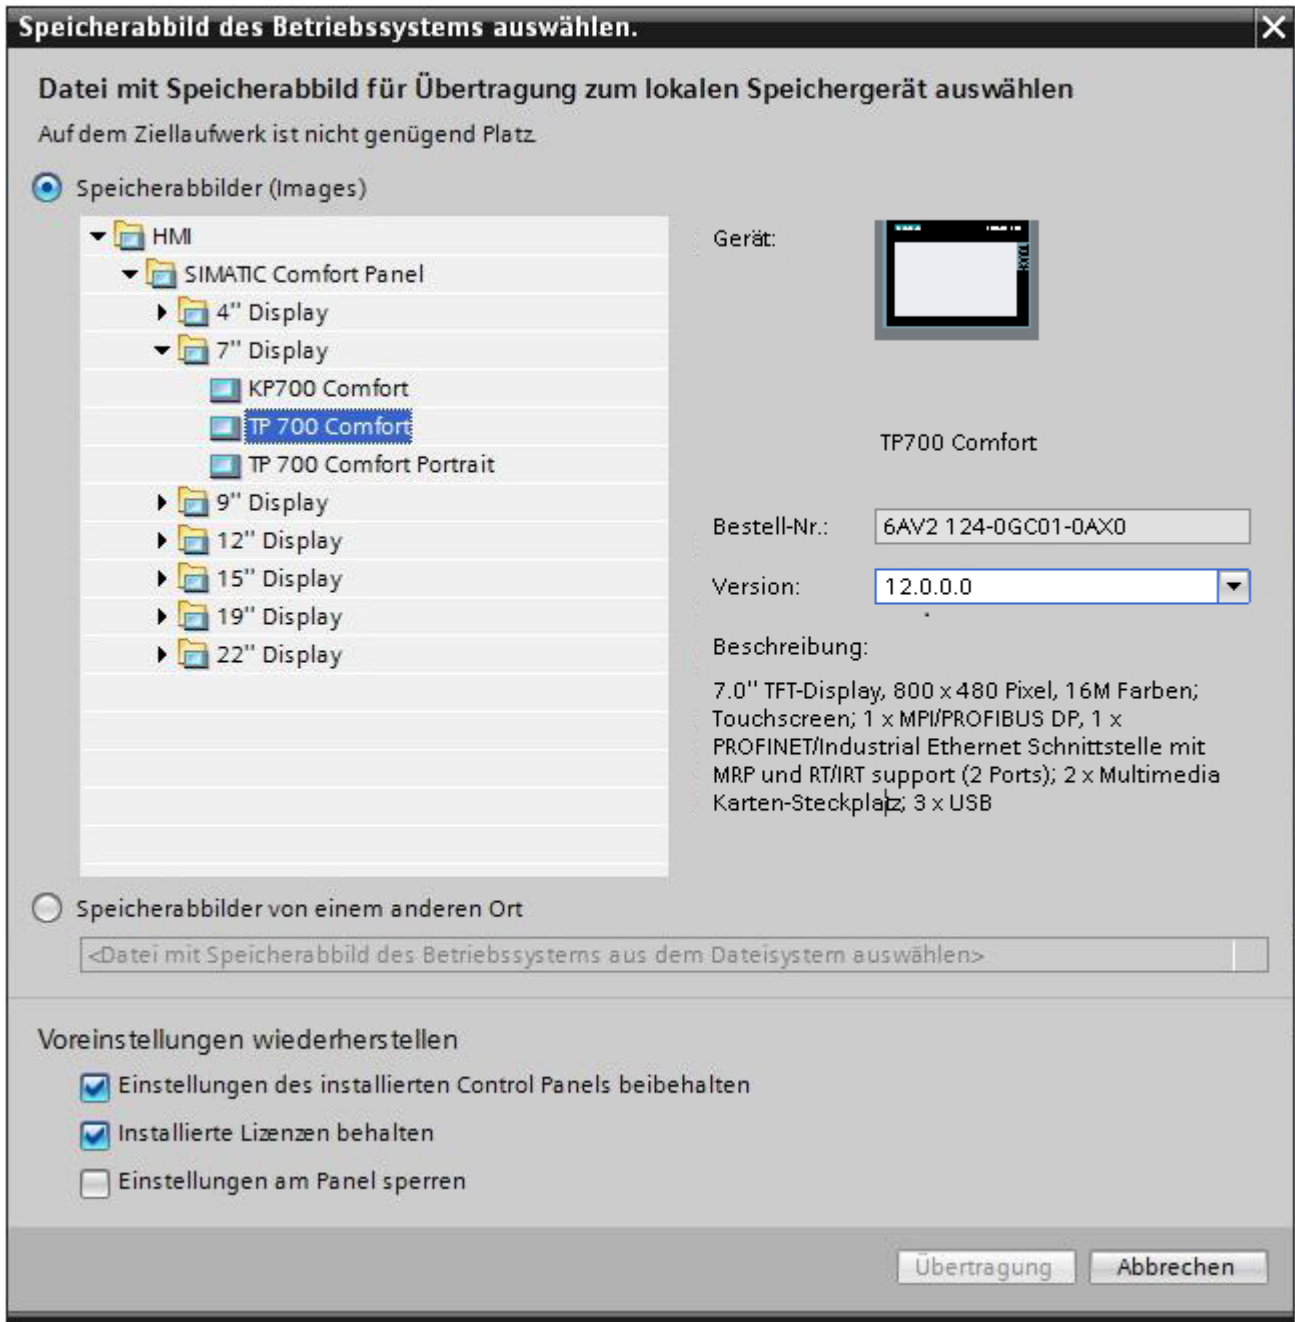 Speicherabbild des Betriebssystems auswählen.
Datei mit Speicherabbild für Übertragung zum lokalen Speichergerät auswählen
Auf dem Ziellaufwerk ist nicht genügend Platz
Speicherabbilder (Images)
HMI
SIMATIC Comfort Panel
4" Display
7" Display
KP700 Comfort
TP 700 Comfort
TP 700 Comfort Portrait
9" Display
12" Display
15" Display
19" Display
22" Display
Gerät:
TP700 Comfort
Bestell-Nr.: 6AV2 124-0GC01-0AX0
Version: 12.0.0.0
Beschreibung:
7.0" TFT-Display, 800 x 480 Pixel, 16M Farben;
Touchscreen; 1 x MPI/PROFIBUS DP, 1 x
PROFINET/Industrial Ethernet Schnittstelle mit
MRP und RT/IRT support (2 Ports); 2 x Multimedia
Karten-Steckplatz; 3 x USB
Speicherabbilder von einem anderen Ort
<Datei mit Speicherabbild des Betriebssystems aus dem Dateisystem auswählen>
Voreinstellungen wiederherstellen
Einstellungen des installierten Control Panels beibehalten
Installierte Lizenzen behalten
Einstellungen am Panel sperren
Übertragung
Abbrechen